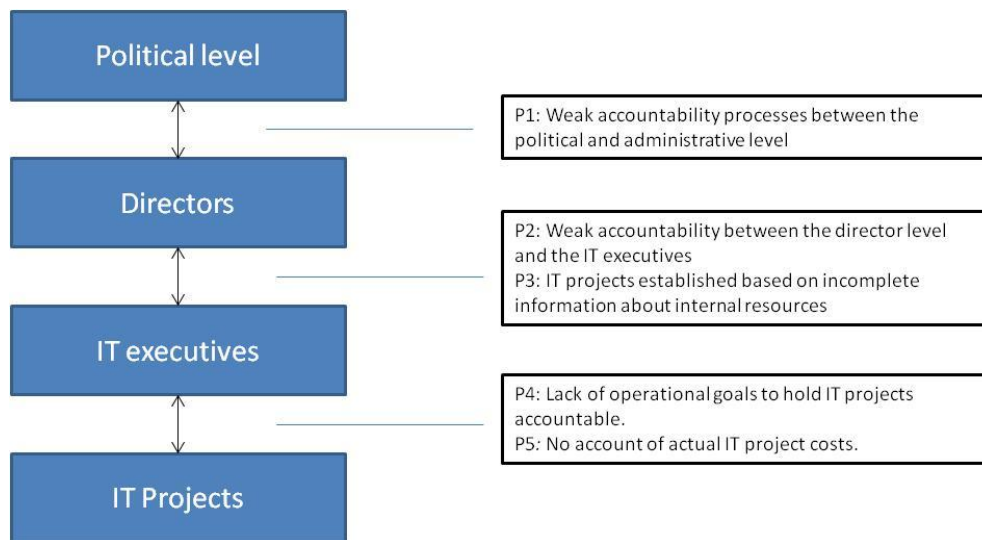 Political level
P1: Weak accountability processes between the
political and administrative level
Directors
P2: Weak accountability between the director level
and the IT executives
P3: IT projects established based on incomplete
information about internal resources
IT executives
P4: Lack of operational goals to hold IT projects
accountable.
P5: No account of actual IT project costs.
IT Projects